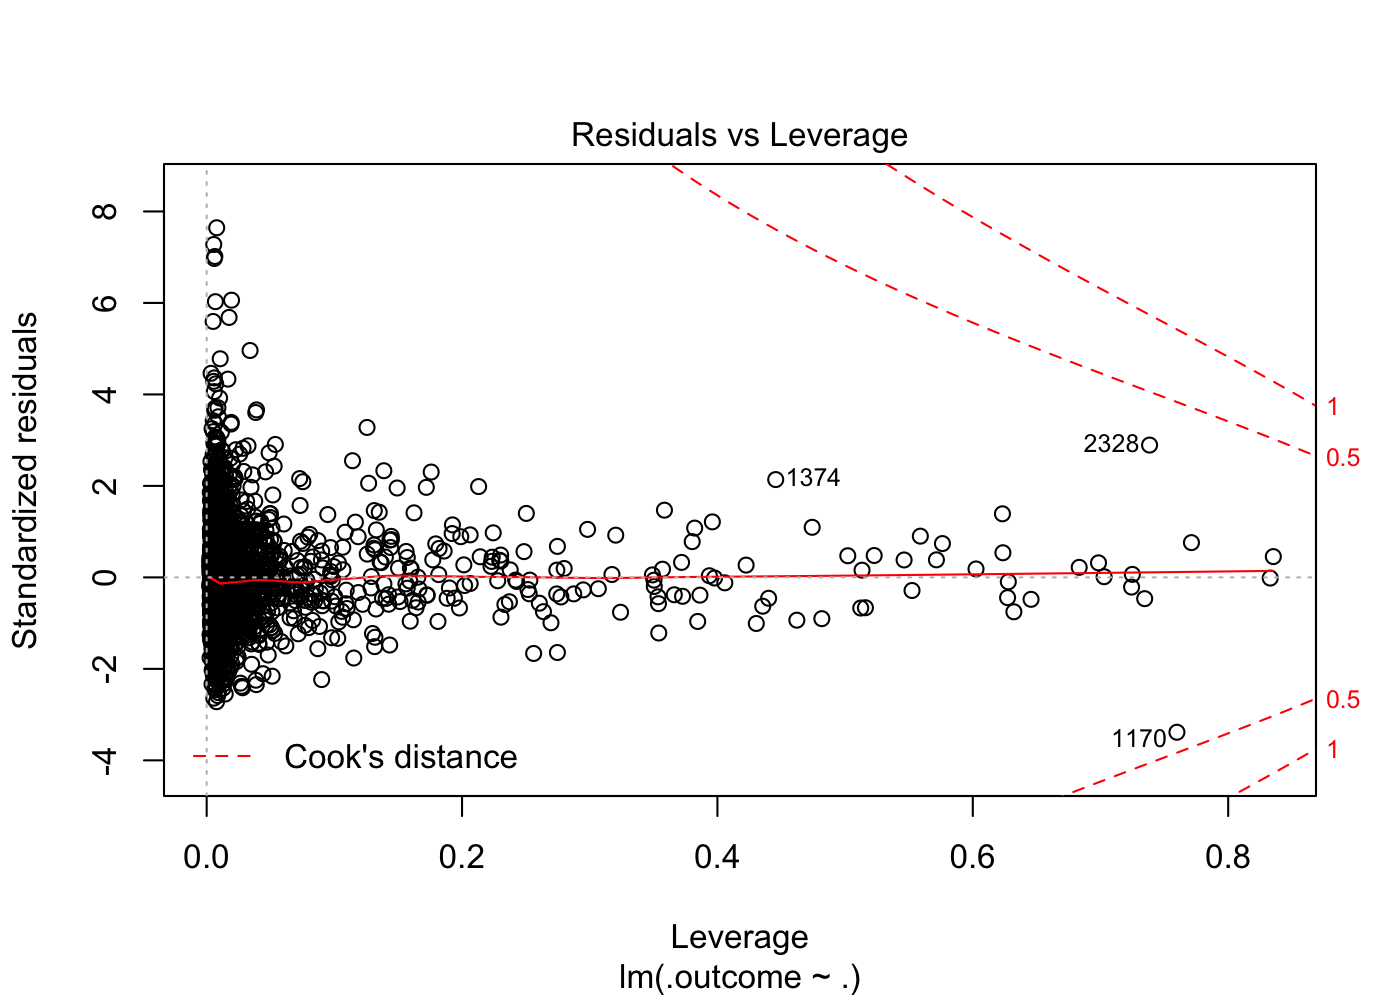 Residuals vs Leverage
Standardized residuals
8
6
4
2
0
-2
-4
1
0.5
2328
1374
0.5
1170
1
Cook's distance
0.0 0.2 0.4 0.6 0.8
Leverage
lm(.outcome ~ .)